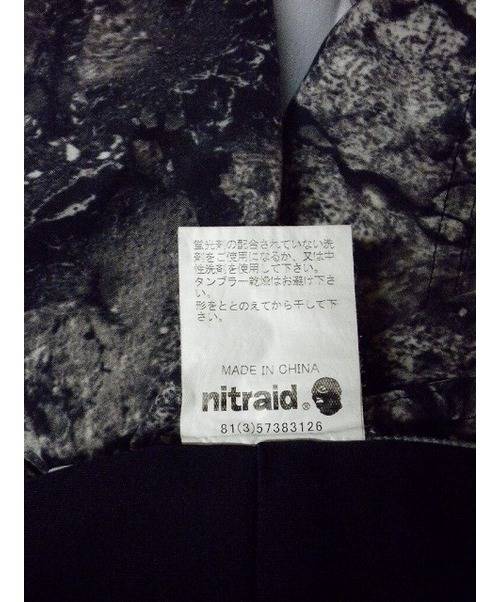 蛍光剤の配合されていない洗
剤をご使用になるか、又は中
性洗剤を使用して下さい。
タンブラー乾燥はお避け下さ
い。
形をととのえてから干して下
さい。
MADE IN CHINA
nitraid®
81(3)57383126